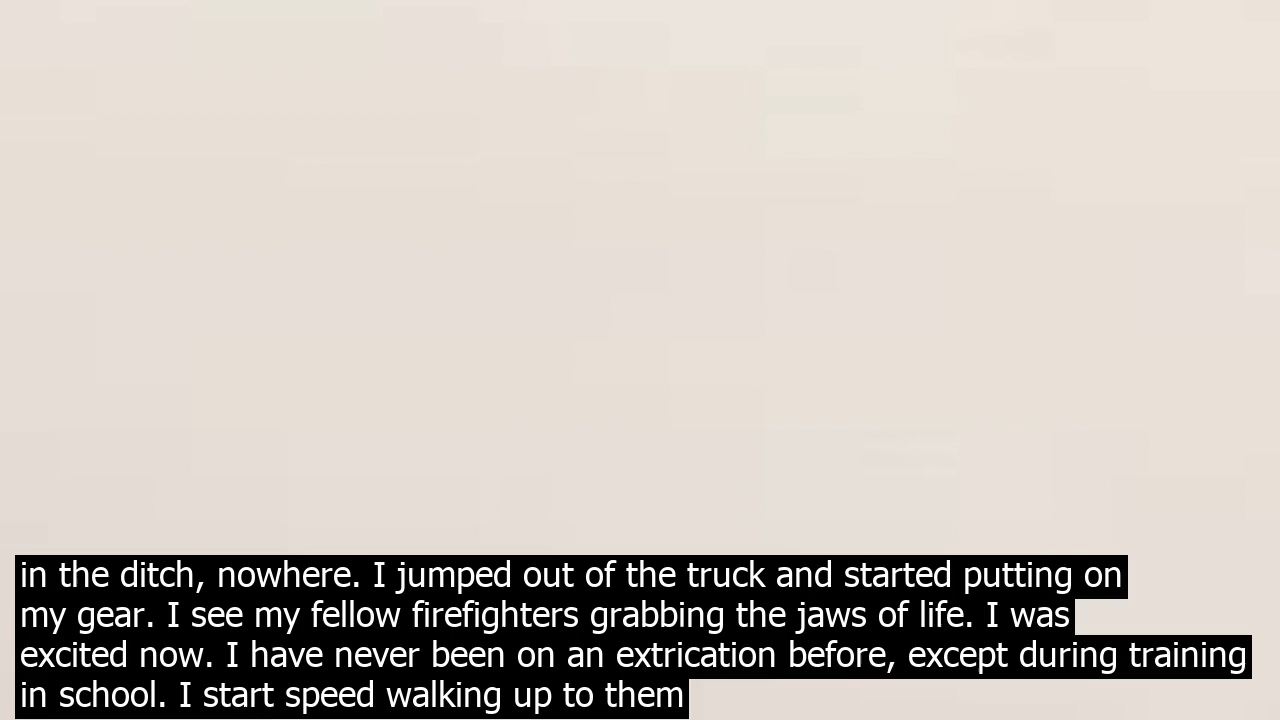 in the ditch, nowhere. I jumped out of the truck and started putting on
my gear. I see my fellow firefighters grabbing the jaws of life. I was
excited now. I have never been on an extrication before, except during training
in school. I start speed walking up to them